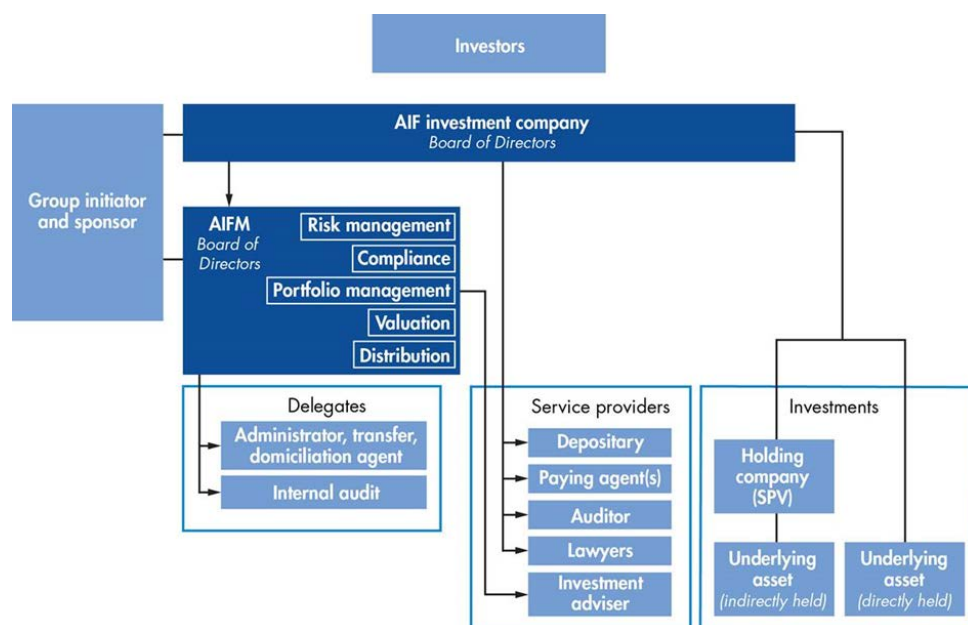 Investors
AIF investment company
Board of Directors
Group initiator
and sponsor
AIFM
Board of
Directors
Risk management
Compliance
Portfolio management
Valuation
Distribution
Delegates
Administrator, transfer,
domiciliation agent
Internal audit
Service providers
Depositary
Paying agent(s)
Auditor
Lawyers
Investment
adviser
Investments
Holding
company
(SPV)
Underlying
asset
(indirectly held)
Underlying
asset
(directly held)